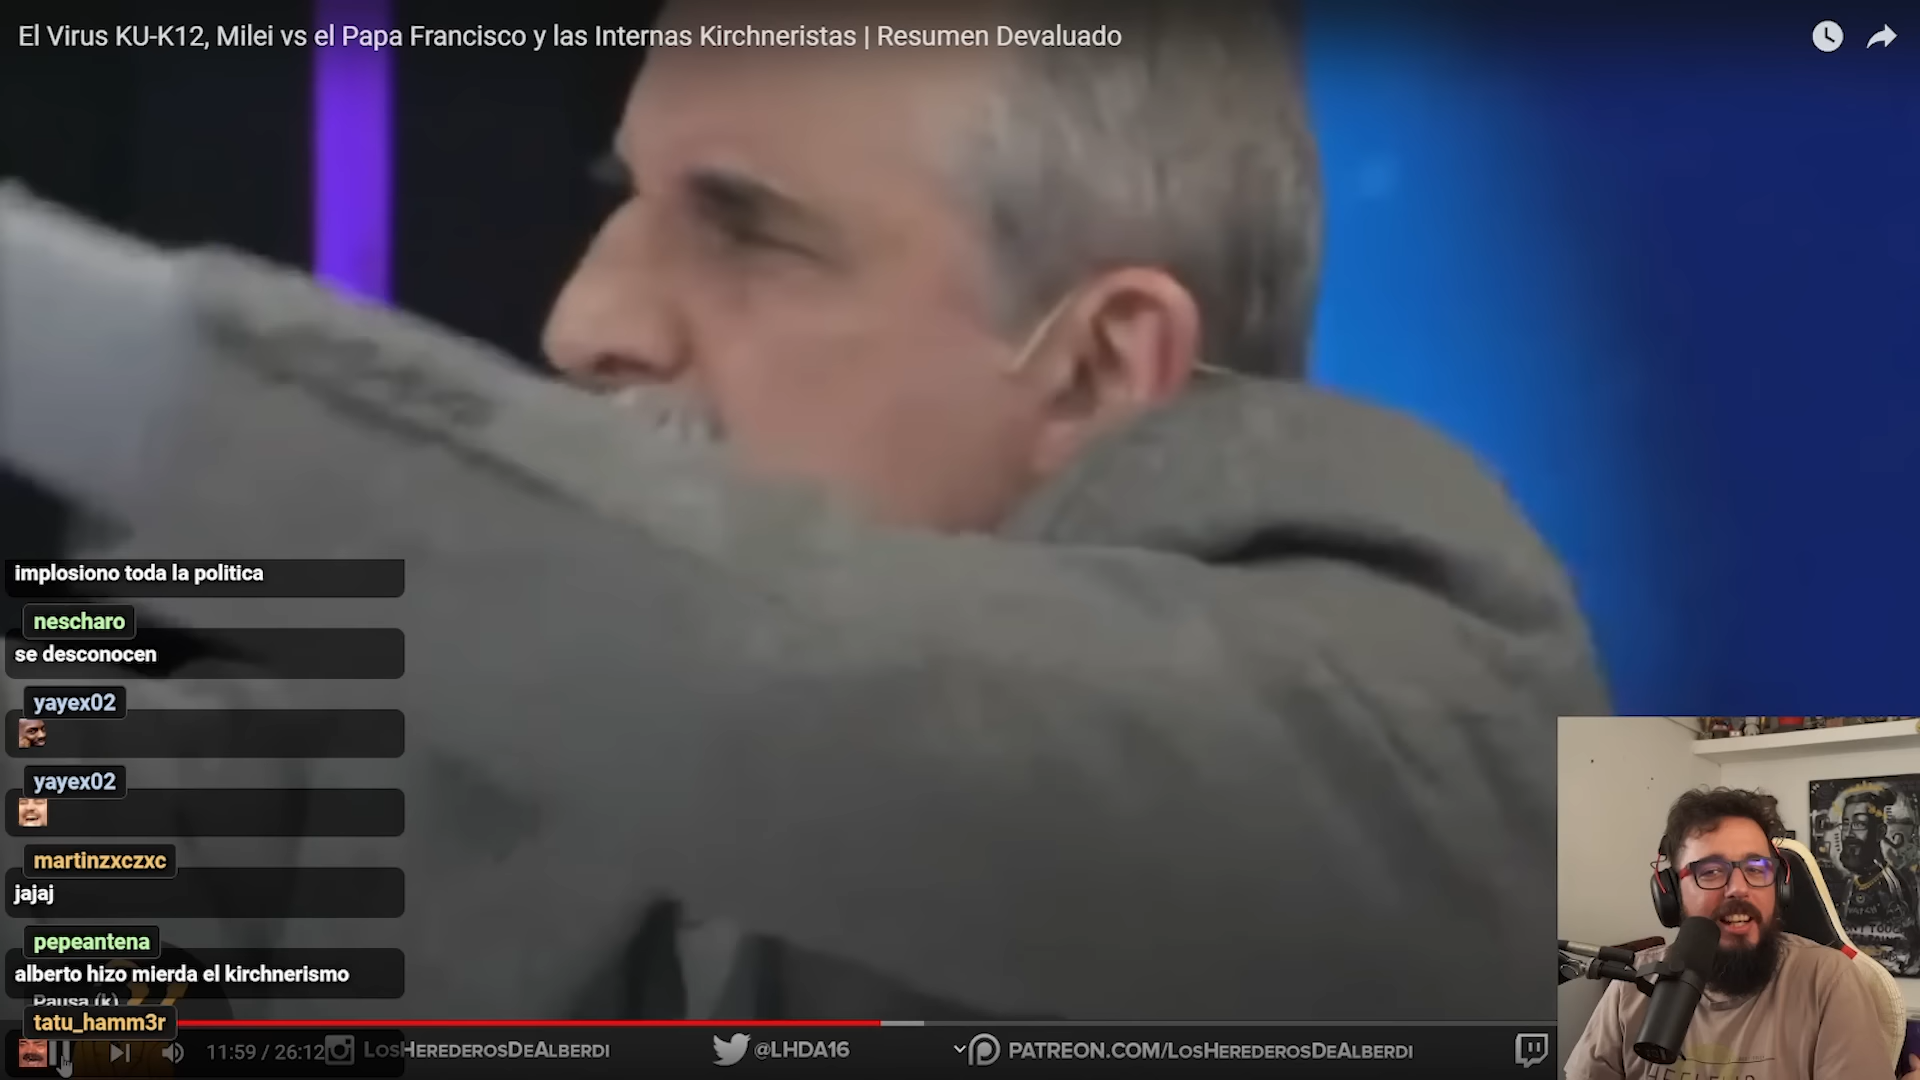 El Virus KU-K12, Milei vs el Papa Francisco y las Internas Kirchneristas | Resumen Devaluado
implosiono toda la politica
nescharo
se desconocen
yayex02
yayex02
martinzxczxc
jajaj
pepeantena
alberto hizo mierda el kirchnerismo
Pausa (k)
tatu_hamm3r
11:59 / 26:12
LOSHEREDEROSDEALBERDI
@LHDA16
PATREON.COM/LOSHEREDEROSDEALBERDI